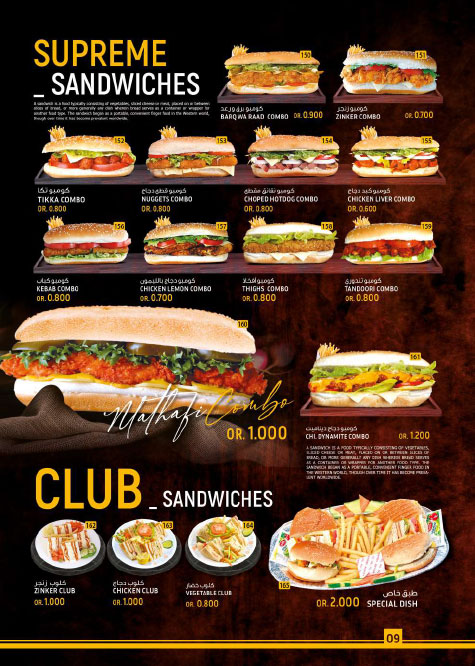 SUPREME
_ SANDWICHES
A sandwich is a food typically consisting of vegetables, sliced cheese or meat, placed on or between
slices of bread, or more generally any dish wherein bread serves as a container or wrapper for
another food type. The sandwich began as a portable, convenient finger food in the Western world,
though over time it has become prevalent worldwide.
150
كومبو برق ورعد
BARQ WA RAAD COMBO OR. 0.900
151
كومبو زنجر
ZINKER COMBO OR. 0.700
152
كومبو تكا
TIKKA COMBO
OR. 0.800
153
كومبو قطع دجاج
NUGGETS COMBO
OR. 0.800
154
كومبو نقانق مقطع
CHOPED HOTDOG COMBO
OR. 0.800
155
كومبو كبد دجاج
CHICKEN LIVER COMBO
OR. 0.600
156
كومبو كباب
KEBAB COMBO
OR. 0.800
157
كومبو دجاج بالليمون
CHICKEN LEMON COMBO
OR. 0.700
158
كومبو أفخاذ
THIGHS COMBO
OR. 0.800
159
كومبو تندوري
TANDOORI COMBO
OR. 0.800
160
Mathafi Combo
OR. 1.000
161
كومبو دجاج ديناميت
CHI. DYNAMITE COMBO OR. 1.200
A SANDWICH IS A FOOD TYPICALLY CONSISTING OF VEGETABLES,
SLICED CHEESE OR MEAT, PLACED ON OR BETWEEN SLICES OF
BREAD, OR MORE GENERALLY ANY DISH WHEREIN BREAD SERVES
AS A CONTAINER OR WRAPPER FOR ANOTHER FOOD TYPE. THE
SANDWICH BEGAN AS A PORTABLE, CONVENIENT FINGER FOOD IN
THE WESTERN WORLD, THOUGH OVER TIME IT HAS BECOME PREVA-
LENT WORLDWIDE.
CLUB _ SANDWICHES
162
كلوب زنجر
ZINKER CLUB
OR. 1.000
163
كلوب دجاج
CHICKEN CLUB
OR. 1.000
164
كلوب خضار
VEGETABLE CLUB
OR. 0.800
165
طبق خاص
OR. 2.000 SPECIAL DISH
09